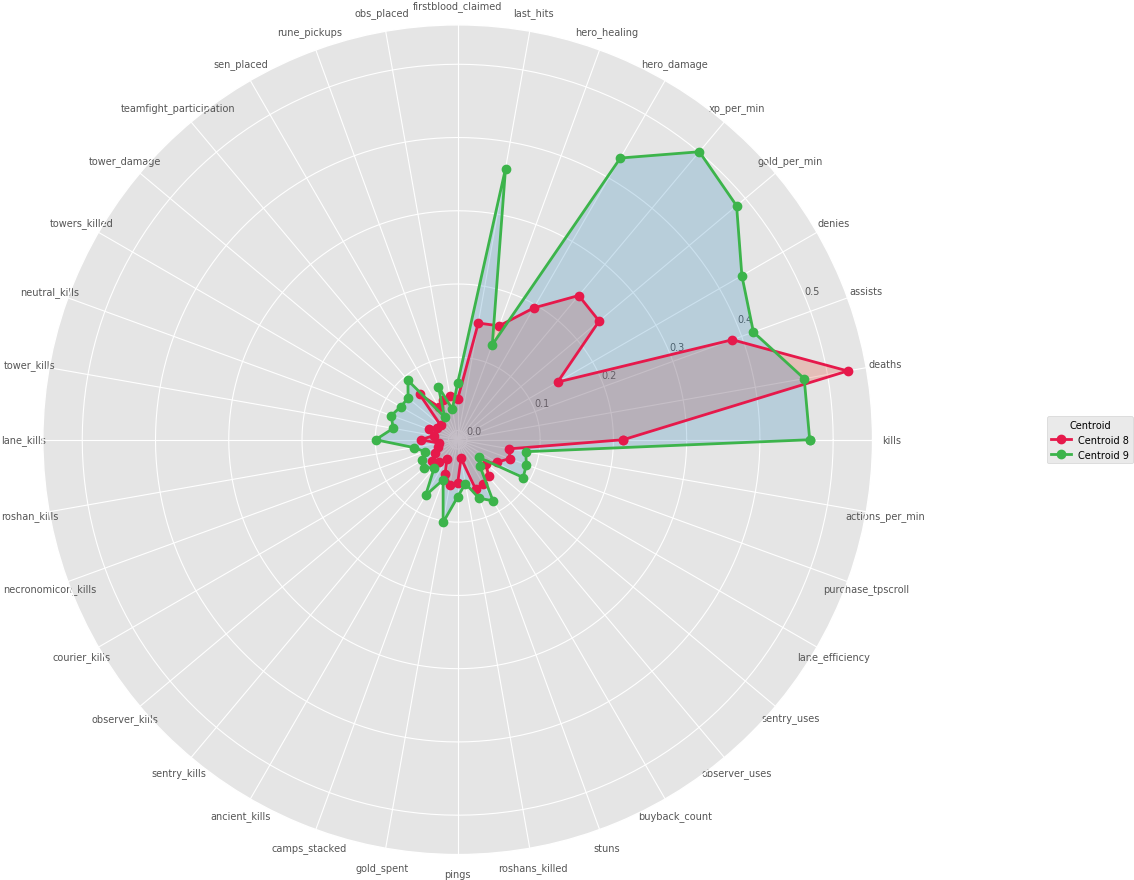 firstblood_claimed
obs_placed
last_hits
rune_pickups
hero_healing
sen_placed
hero_damage
teamfight_participation
xp_per_min
tower_damage
gold_per_min
towers_killed
denies
neutral_kills
assists
0.5
0.4
0.3
tower_kills
deaths
0.2
0.1
0.0
lane_kills
kills
Centroid
Centroid 8
Centroid 9
roshan_kills
actions_per_min
necronomicon_kills
purchase_tpscroll
courier_kills
lane_efficiency
observer_kills
sentry_uses
sentry_kills
observer_uses
ancient_kills
buyback_count
camps_stacked
stuns
gold_spent
roshans_killed
pings